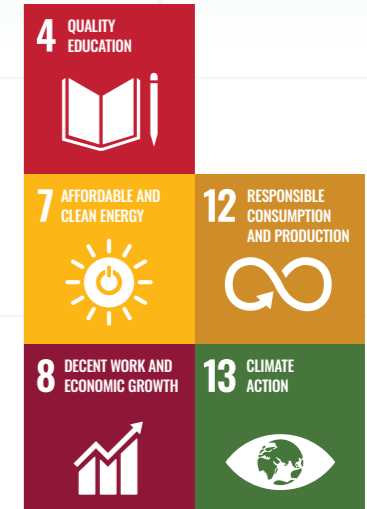 4 QUALITY
EDUCATION
7 AFFORDABLE AND
CLEAN ENERGY
12 RESPONSIBLE
CONSUMPTION
AND PRODUCTION
8 DECENT WORK AND
ECONOMIC GROWTH
13 CLIMATE
ACTION